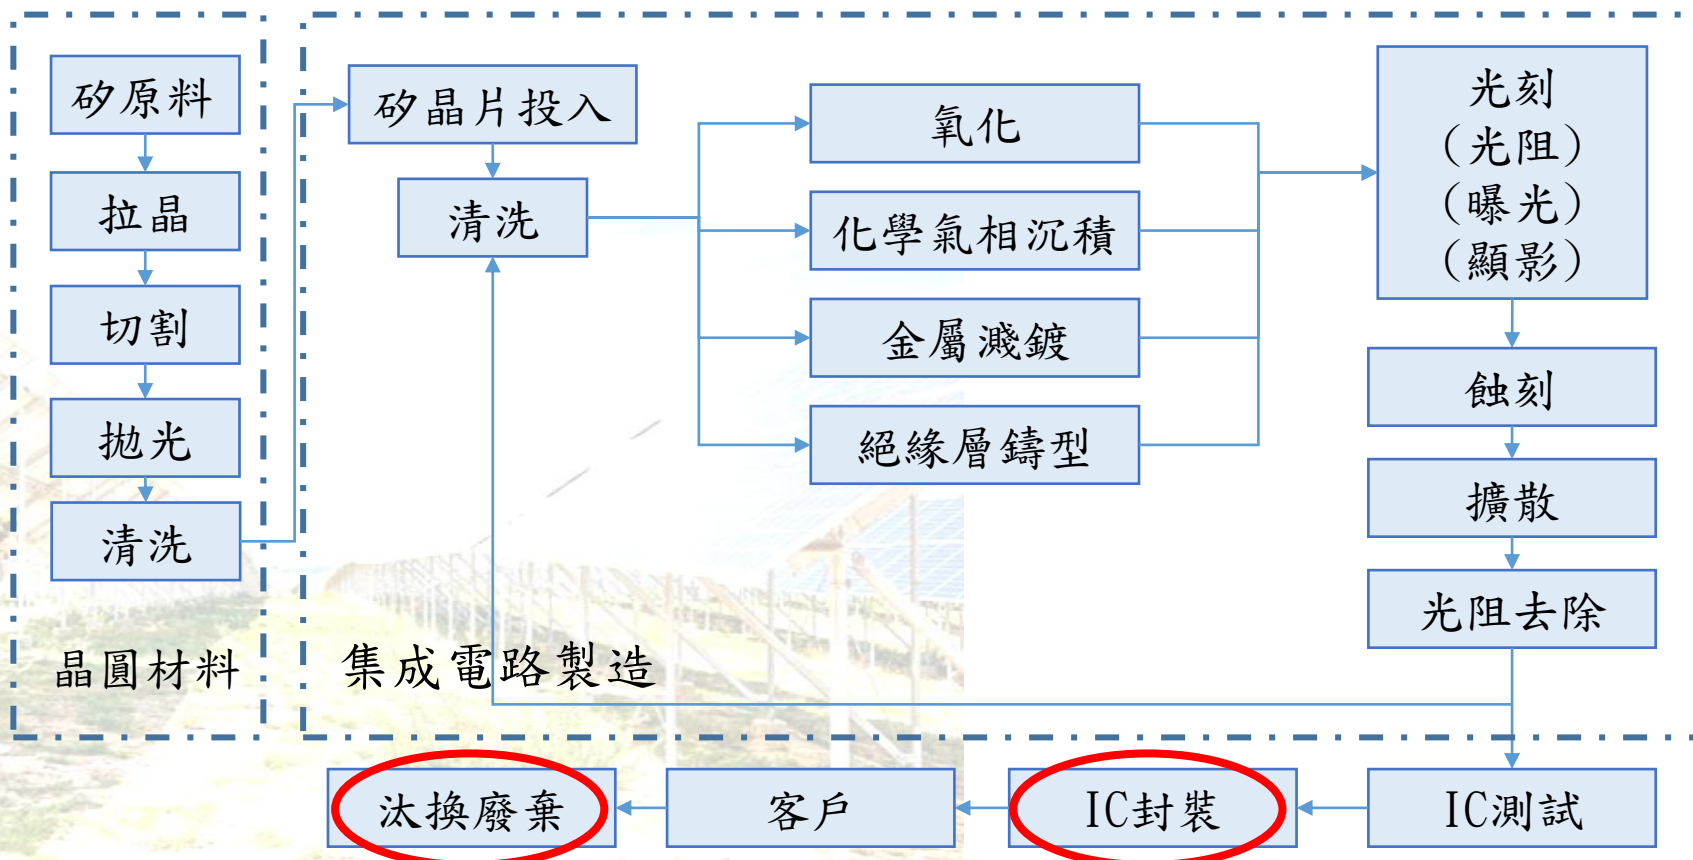 矽原料
拉晶
切割
拋光
清洗
晶圓材料
矽晶片投入
清洗
氧化
化學氣相沉積
金屬濺鍍
絕緣層鑄型
光刻
(光阻)
(曝光)
(顯影)
蝕刻
擴散
光阻去除
集成電路製造
IC測試
IC封裝
客戶
汰換廢棄